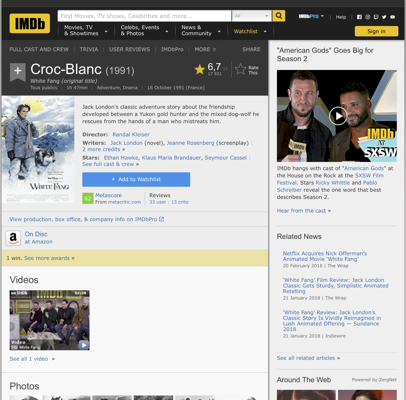 IMDb
Find Movies, TV shows, Celebrities and more...
All
IMDbPro
Help
Movies, TV
& Showtimes
Celebs, Events
& Photos
News &
Community
Watchlist
Sign in
FULL CAST AND CREW | TRIVIA | USER REVIEWS | IMDbPro | MORE
SHARE
Croc-Blanc (1991)
White Fang (original title)
Tous publics | 1h 47min | Adventure, Drama | 16 October 1991 (France)
6,7
Rate
This
WHITE FANG
Jack London's classic adventure story about the friendship
developed between a Yukon gold hunter and the mixed dog-wolf he
rescues from the hands of a man who mistreats him.
Director: Randal Kleiser
Writers: Jack London (novel), Jeanne Rosenberg (screenplay) |
2 more credits »
Stars: Ethan Hawke, Klaus Maria Brandauer, Seymour Cassel |
See full cast & crew »
+ Add to Watchlist
62
Metascore
From metacritic.com
Reviews
33 user | 13 critic
View production, box office, & company info on IMDbPro
On Disc
at Amazon
1 win. See more awards »
Videos
Video
See all 1 video »
Photos
"American Gods" Goes Big for
Season 2
IMDb
at
SXSW
IMDb hangs with cast of "American Gods" at
the House on the Rock at the SXSW Film
Festival. Stars Ricky Whittle and Pablo
Schreiber reveal the one word that best
describes Season 2.
Hear from the cast »
Related News
Netflix Acquires Nick Offerman's
Animated Movie 'White Fang'
20 February 2018 | The Wrap
'White Fang' Film Review: Jack London
Classic Gets Sturdy, Simplistic Animated
Retelling
21 January 2018 | The Wrap
'White Fang' Review: Jack London's
Classic Story Is Vividly Reimagined in
Lush Animated Offering — Sundance
2018
21 January 2018 | Indiewire
See all related articles »
Around The Web
Powered by ZergNet